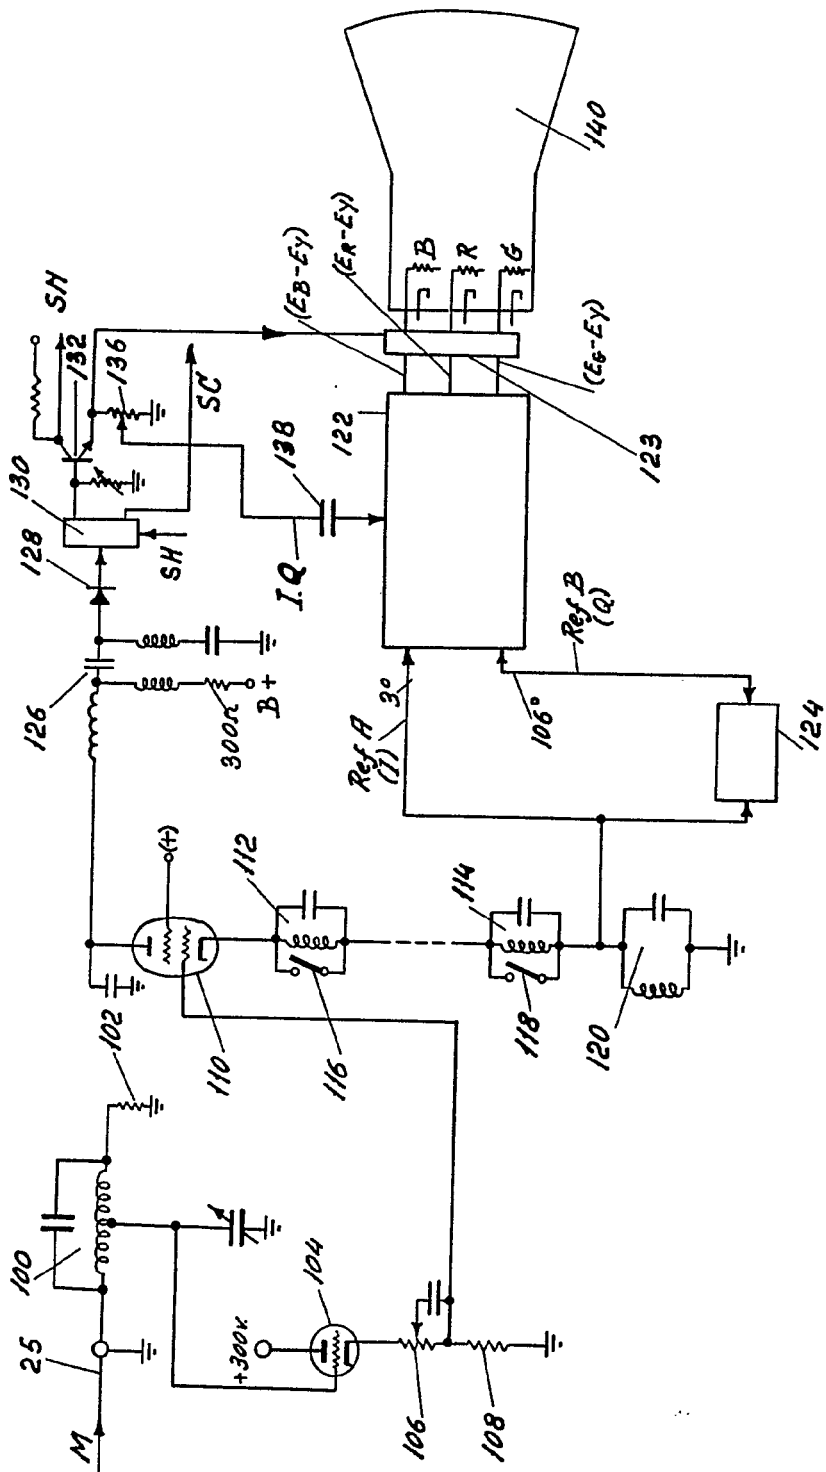 M
25
100
102
+300v.
104
106
108
110
(+)
112
116
114
118
120
126
300Ω
B+
128
130
SH
132
SH
136
SC
138
I.Q
122
Ref A
(I)
3°
106°
Ref B
(Q)
124
(EB-Ey)
(ER-Ey)
(EG-Ey)
123
B
R
G
140